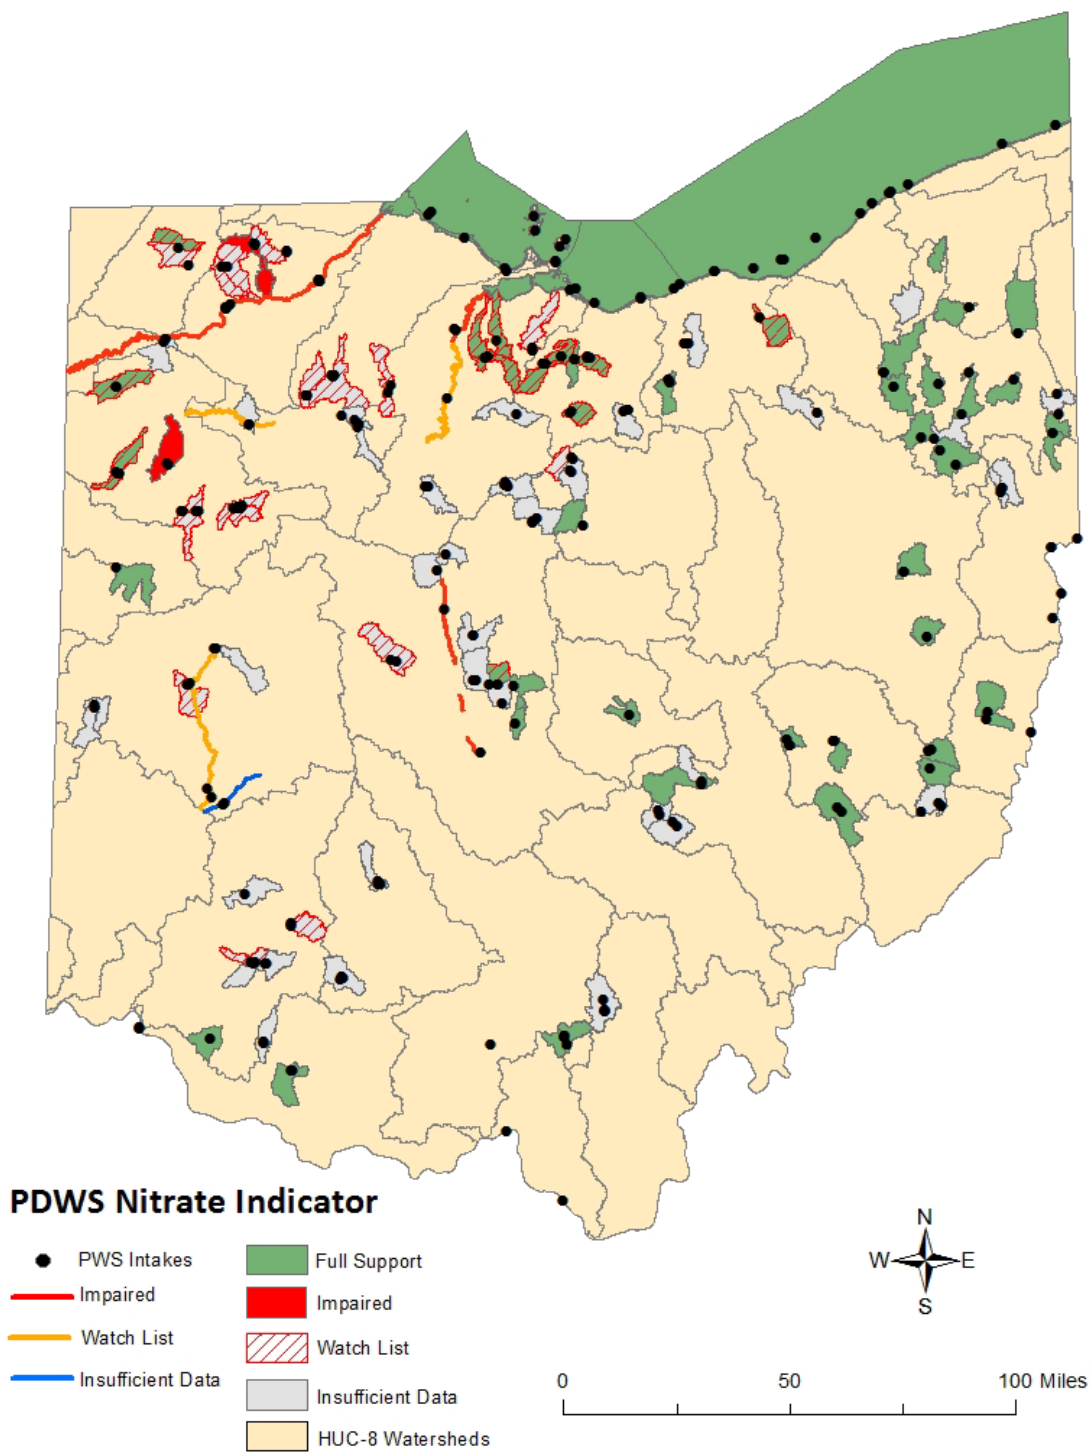 PDWS Nitrate Indicator
PWS Intakes
Impaired
Watch List
Insufficient Data
Full Support
Impaired
Watch List
Insufficient Data
HUC-8 Watersheds
N
W E
S
0 50 100 Miles